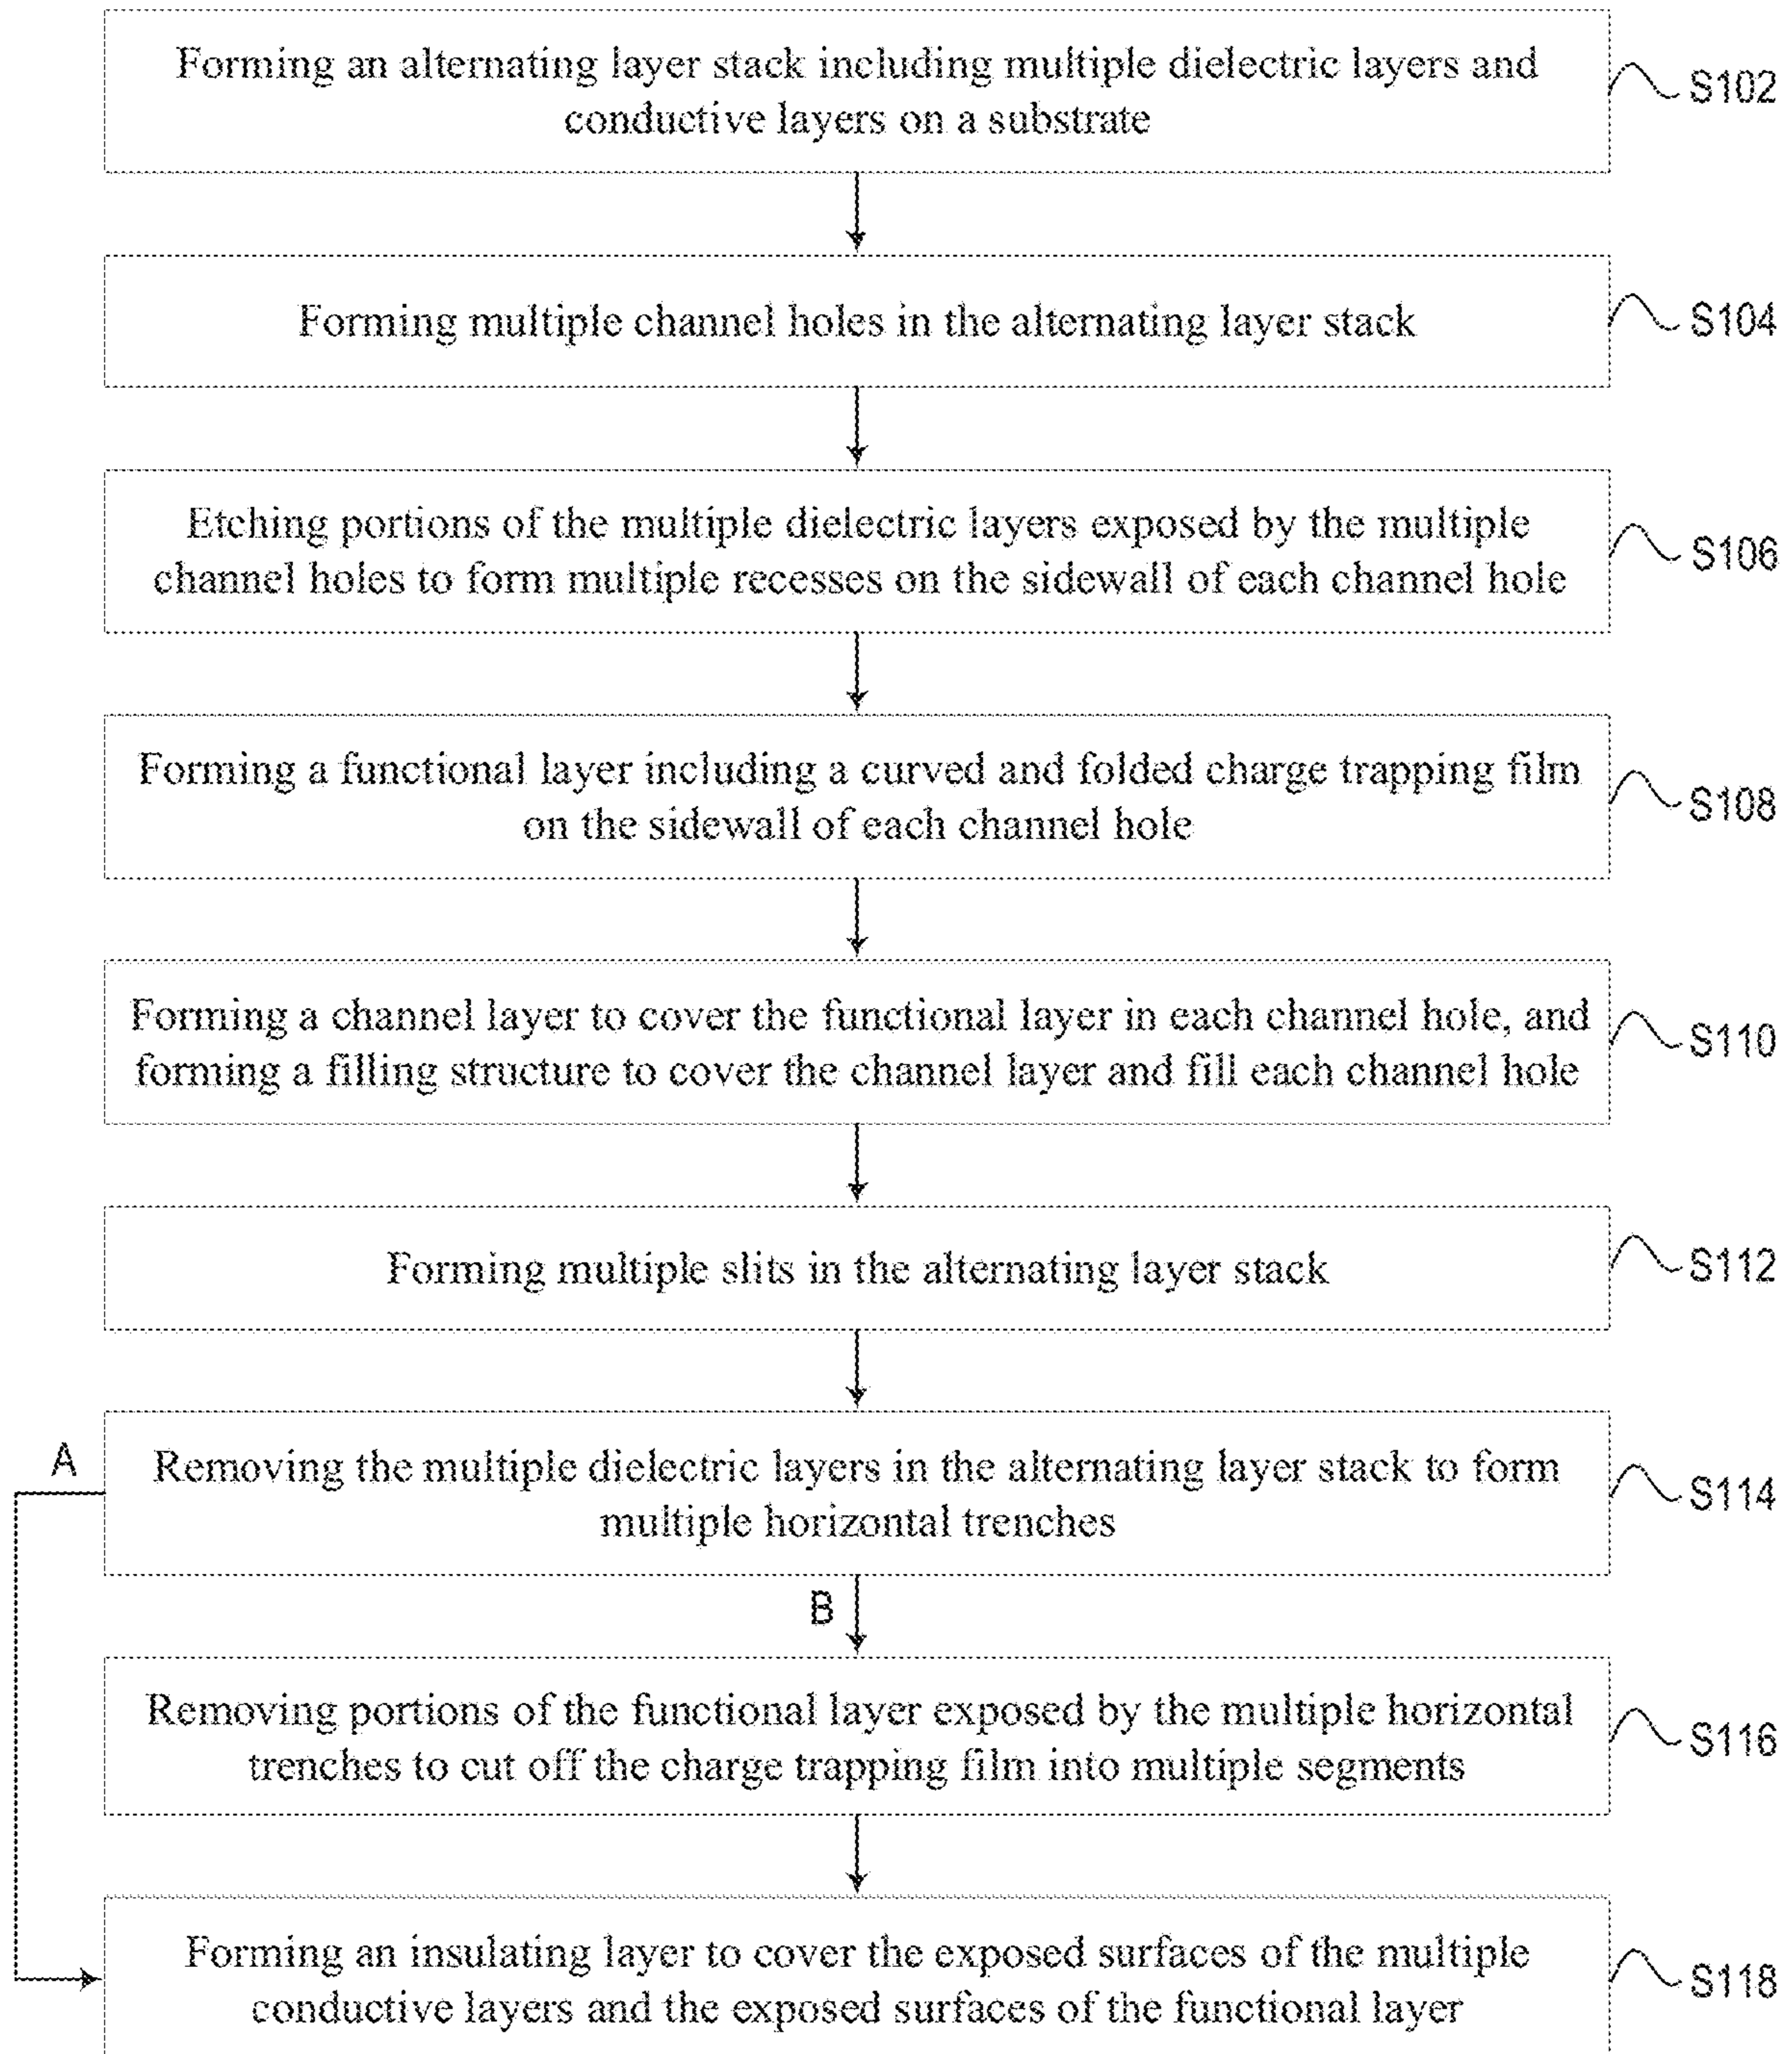 Forming an alternating layer stack including multiple dielectric layers and
conductive layers on a substrate
S102
Forming multiple channel holes in the alternating layer stack
S104
Etching portions of the multiple dielectric layers exposed by the multiple
channel holes to form multiple recesses on the sidewall of each channel hole
S106
Forming a functional layer including a curved and folded charge trapping film
on the sidewall of each channel hole
S108
Forming a channel layer to cover the functional layer in each channel hole, and
forming a filling structure to cover the channel layer and fill each channel hole
S110
Forming multiple slits in the alternating layer stack
S112
A
Removing the multiple dielectric layers in the alternating layer stack to form
multiple horizontal trenches
S114
B
Removing portions of the functional layer exposed by the multiple horizontal
trenches to cut off the charge trapping film into multiple segments
S116
Forming an insulating layer to cover the exposed surfaces of the multiple
conductive layers and the exposed surfaces of the functional layer
S118